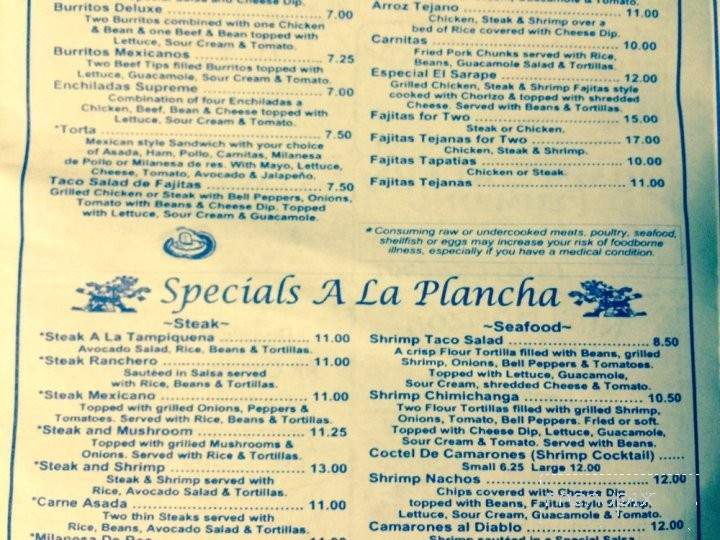 Burritos Deluxe ........ 7.00
Two Burritos combined with one Chicken
& Bean & one Beef & Bean topped with
Lettuce, Sour Cream & Tomato.
Burritos Mexicanos ........ 7.25
Two Beef Tips filled Burritos topped with
Lettuce, Guacamole, Sour Cream & Tomato.
Enchiladas Supreme ........ 7.00
Combination of four Enchiladas a
Chicken, Beef, Bean & Cheese topped with
Lettuce, Sour Cream & Tomato.
*Torta ........ 7.50
Mexican style Sandwich with your choice
of Asada, Ham, Pollo, Carnitas, Milanesa
de Pollo or Milanesa de res. With Mayo, Lettuce,
Cheese, Tomato, Avocado & Jalapeño.
Taco Salad de Fajitas ........ 7.50
Grilled Chicken or Steak with Bell Peppers, Onions,
Tomato with Beans & Cheese Dip. Topped
with Lettuce, Sour Cream & Guacamole.
Arroz Tejano ........ 11.00
Chicken, Steak & Shrimp over a
bed of Rice covered with Cheese Dip.
Carnitas ........ 10.00
Fried Pork Chunks served with Rice,
Beans, Guacamole Salad & Tortillas.
Especial El Sarape ........ 12.00
Grilled Chicken, Steak & Shrimp Fajitas style
cooked with Chorizo & topped with shredded
Cheese. Served with Beans & Tortillas.
Fajitas for Two ........ 15.00
Steak or Chicken.
Fajitas Tejanas for Two ........ 17.00
Chicken, Steak & Shrimp.
Fajitas Tapatias ........ 10.00
Chicken or Steak.
Fajitas Tejanas ........ 11.00
* Consuming raw or undercooked meats, poultry, seafood,
shellfish or eggs may increase your risk of foodborne
illness, especially if you have a medical condition.
Specials A La Plancha
~Steak~
*Steak A La Tampiquena ........ 11.00
Avocado Salad, Rice, Beans & Tortillas.
*Steak Ranchero ........ 11.00
Sautéed in Salsa served
with Rice, Beans & Tortillas.
*Steak Mexicano ........ 11.00
Topped with grilled Onions, Peppers &
Tomatoes. Served with Rice, Beans & Tortillas.
*Steak and Mushroom ........ 11.25
Topped with grilled Mushrooms &
Onions. Served with Rice & Tortillas.
*Steak and Shrimp ........ 13.00
Steak & Shrimp served with
Rice, Avocado Salad & Tortillas.
*Carne Asada ........ 11.00
Two thin Steaks served with
Rice, Beans, Avocado Salad & Tortillas.
~Seafood~
Shrimp Taco Salad ........ 8.50
A crisp Flour Tortilla filled with Beans, grilled
Shrimp, Onions, Bell Peppers & Tomatoes.
Topped with Lettuce, Guacamole,
Sour Cream, shredded Cheese & Tomato.
Shrimp Chimichanga ........ 10.50
Two Flour Tortillas filled with grilled Shrimp,
Onions, Tomato, Bell Peppers. Fried or soft.
Topped with Cheese Dip, Lettuce, Guacamole,
Sour Cream & Tomato. Served with Beans.
Coctel De Camarones (Shrimp Cocktail) ......
Small 6.25 Large 12.00
Shrimp Nachos ........ 12.00
Chips covered with Cheese Dip
topped with Beans, Fajitas style Shrimp,
Lettuce, Sour Cream, Guacamole & Tomato.
Camarones al Diablo ........ 12.00